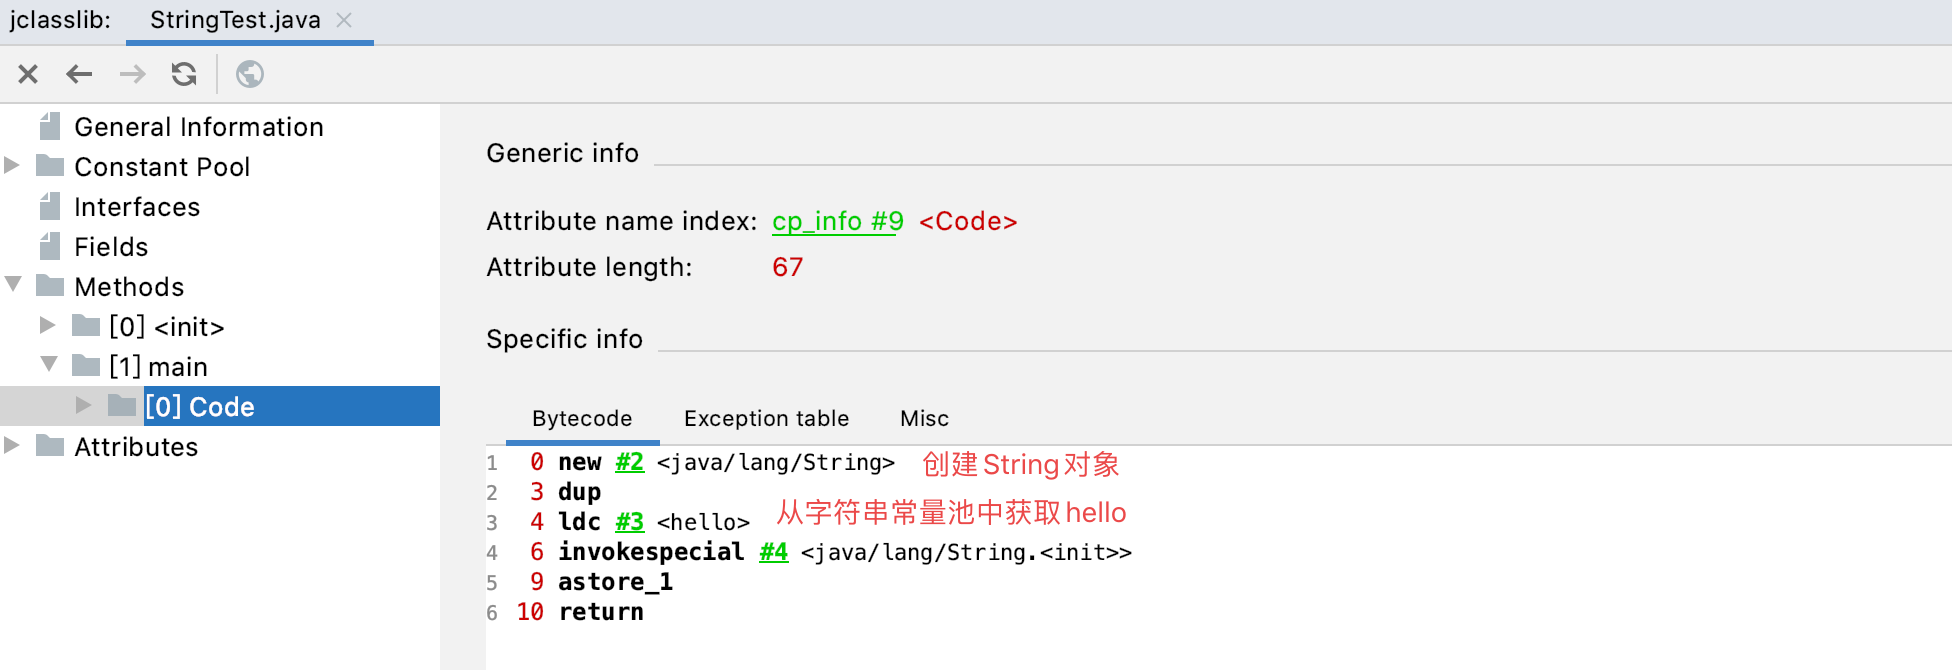 jclasslib: StringTest.java
General Information
Constant Pool
Interfaces
Fields
Methods
[0] <init>
[1] main
[0] Code
Attributes
Generic info
Attribute name index: cp_info #9 <Code>
Attribute length: 67
Specific info
Bytecode Exception table Misc
1 0 new #2 <java/lang/String> 创建String对象
2 3 dup
3 4 ldc #3 <hello> 从字符串常量池中获取hello
4 6 invokespecial #4 <java/lang/String.<init>>
5 9 astore_1
6 10 return